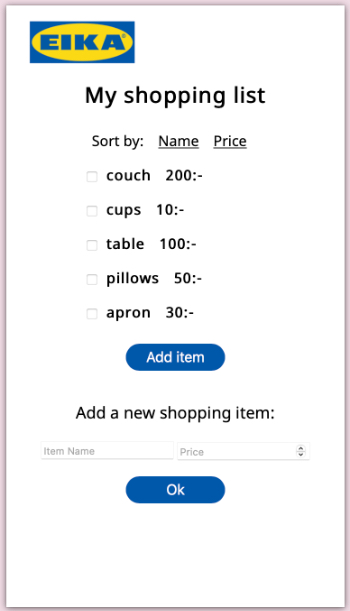 EIKA
My shopping list
Sort by: Name Price
couch 200:-
cups 10:-
table 100:-
pillows 50:-
apron 30:-
Add item
Add a new shopping item:
Item Name Price
Ok